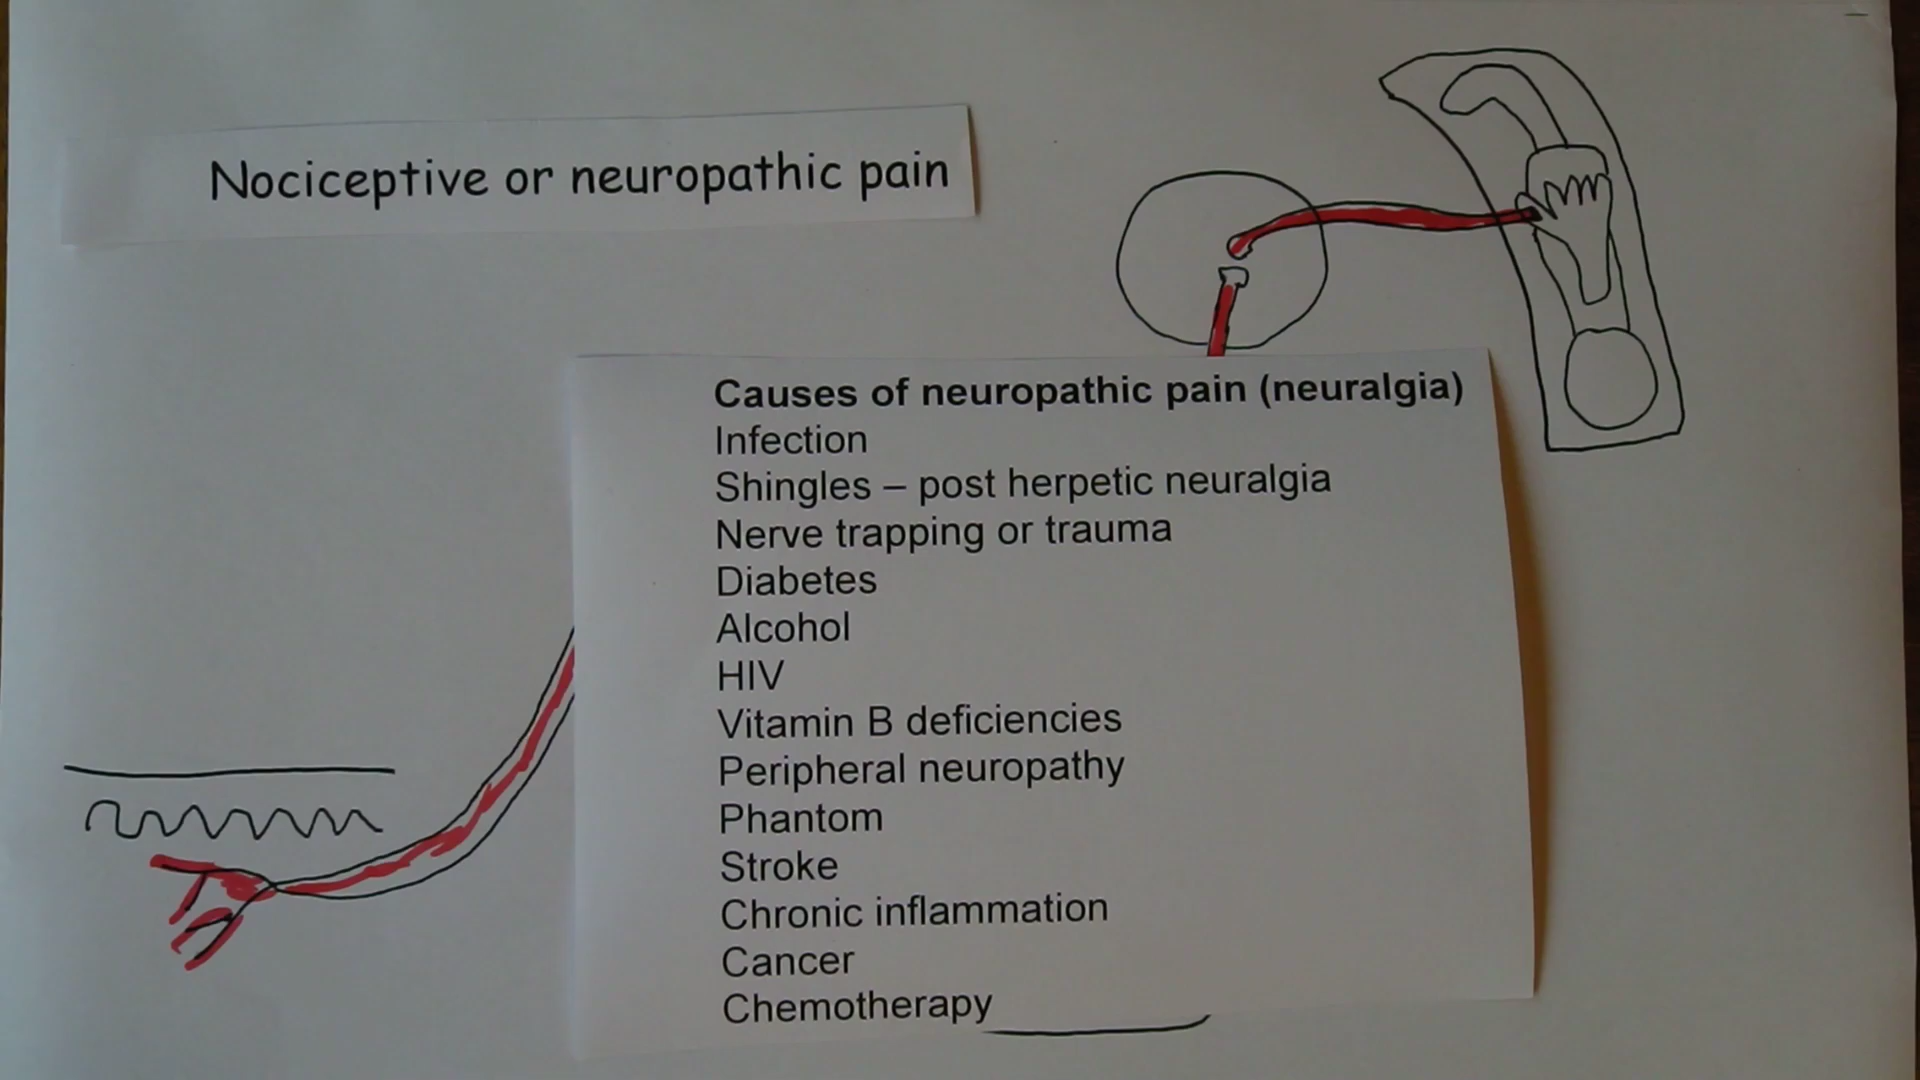 Nociceptive or neuropathic pain
Causes of neuropathic pain (neuralgia)
Infection
Shingles – post herpetic neuralgia
Nerve trapping or trauma
Diabetes
Alcohol
HIV
Vitamin B deficiencies
Peripheral neuropathy
Phantom
Stroke
Chronic inflammation
Cancer
Chemotherapy